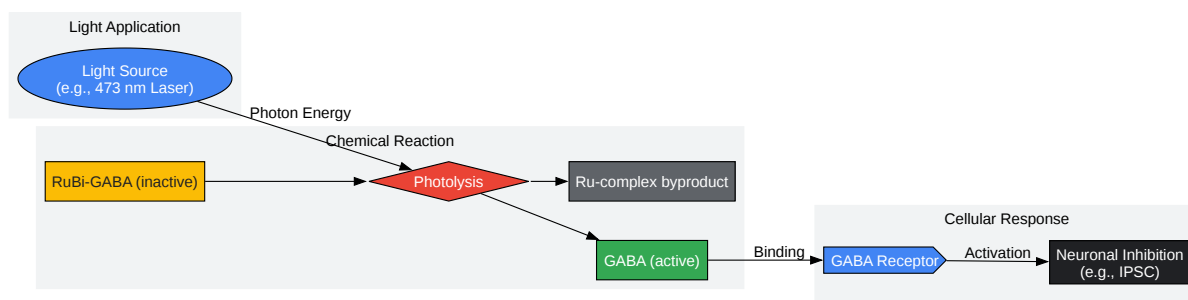 Light Application
Light Source
(e.g., 473 nm Laser)
Photon Energy
Chemical Reaction
RuBi-GABA (inactive)
Photolysis
Ru-complex byproduct
GABA (active)
Binding
Cellular Response
GABA Receptor
Activation
Neuronal Inhibition
(e.g., IPSC)